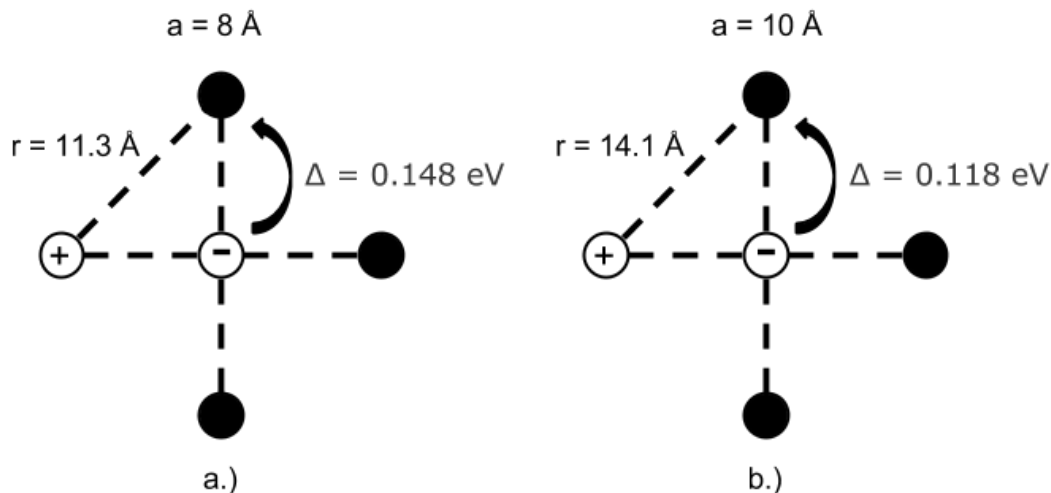 a = 8 Å
r = 11.3 Å
Δ = 0.148 eV
+
-
a.)
a = 10 Å
r = 14.1 Å
Δ = 0.118 eV
+
-
b.)